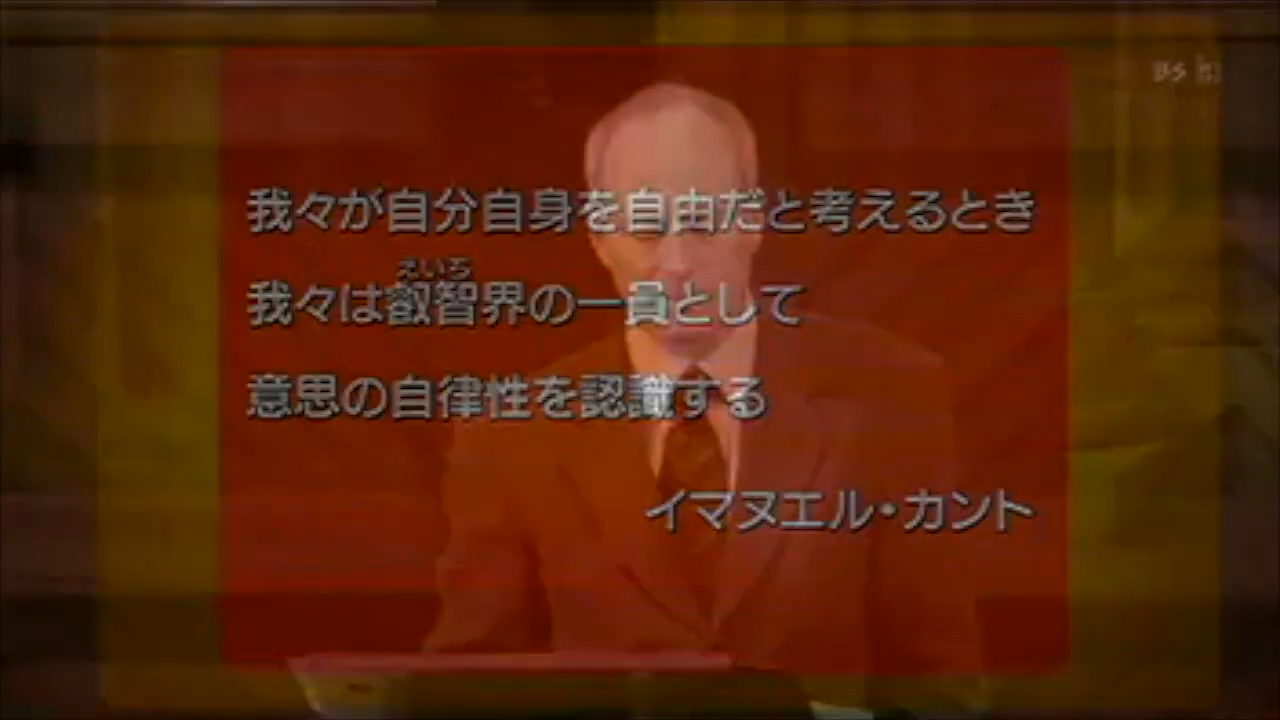 我々が自分自身を自由だと考えるとき
えいち
我々は叡智界の一員として
意思の自律性を認識する
イマヌエル・カント